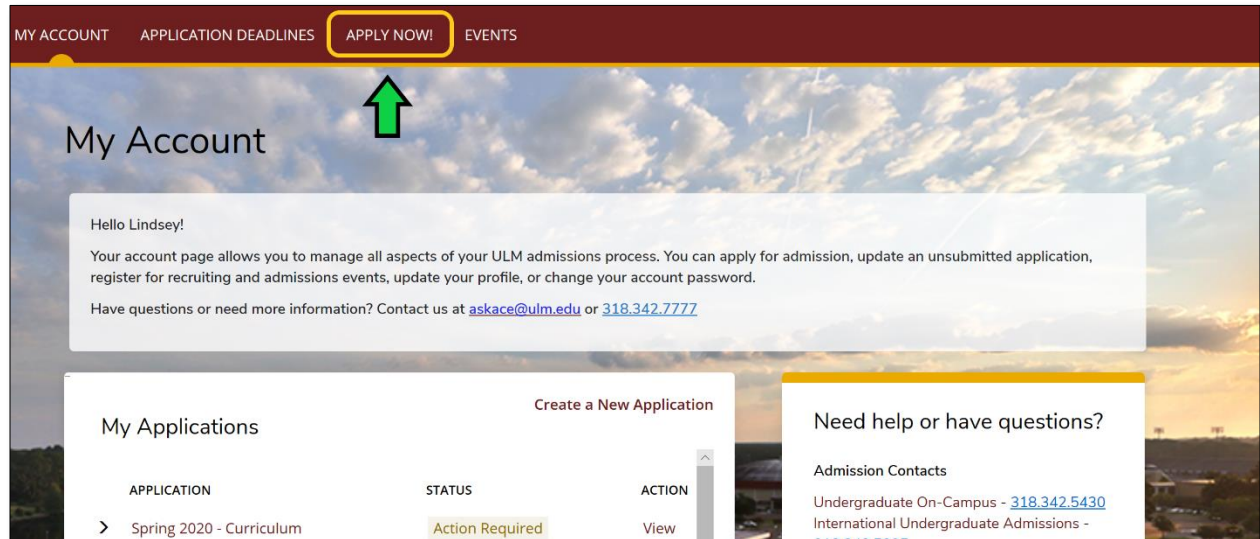 MY ACCOUNT APPLICATION DEADLINES APPLY NOW! EVENTS
My Account
Hello Lindsey!
Your account page allows you to manage all aspects of your ULM admissions process. You can apply for admission, update an unsubmitted application,
register for recruiting and admissions events, update your profile, or change your account password.
Have questions or need more information? Contact us at askace@ulm.edu or 318.342.7777
Create a New Application
My Applications
APPLICATION STATUS ACTION
Spring 2020 - Curriculum Action Required View
Need help or have questions?
Admission Contacts
Undergraduate On-Campus - 318.342.5430
International Undergraduate Admissions -